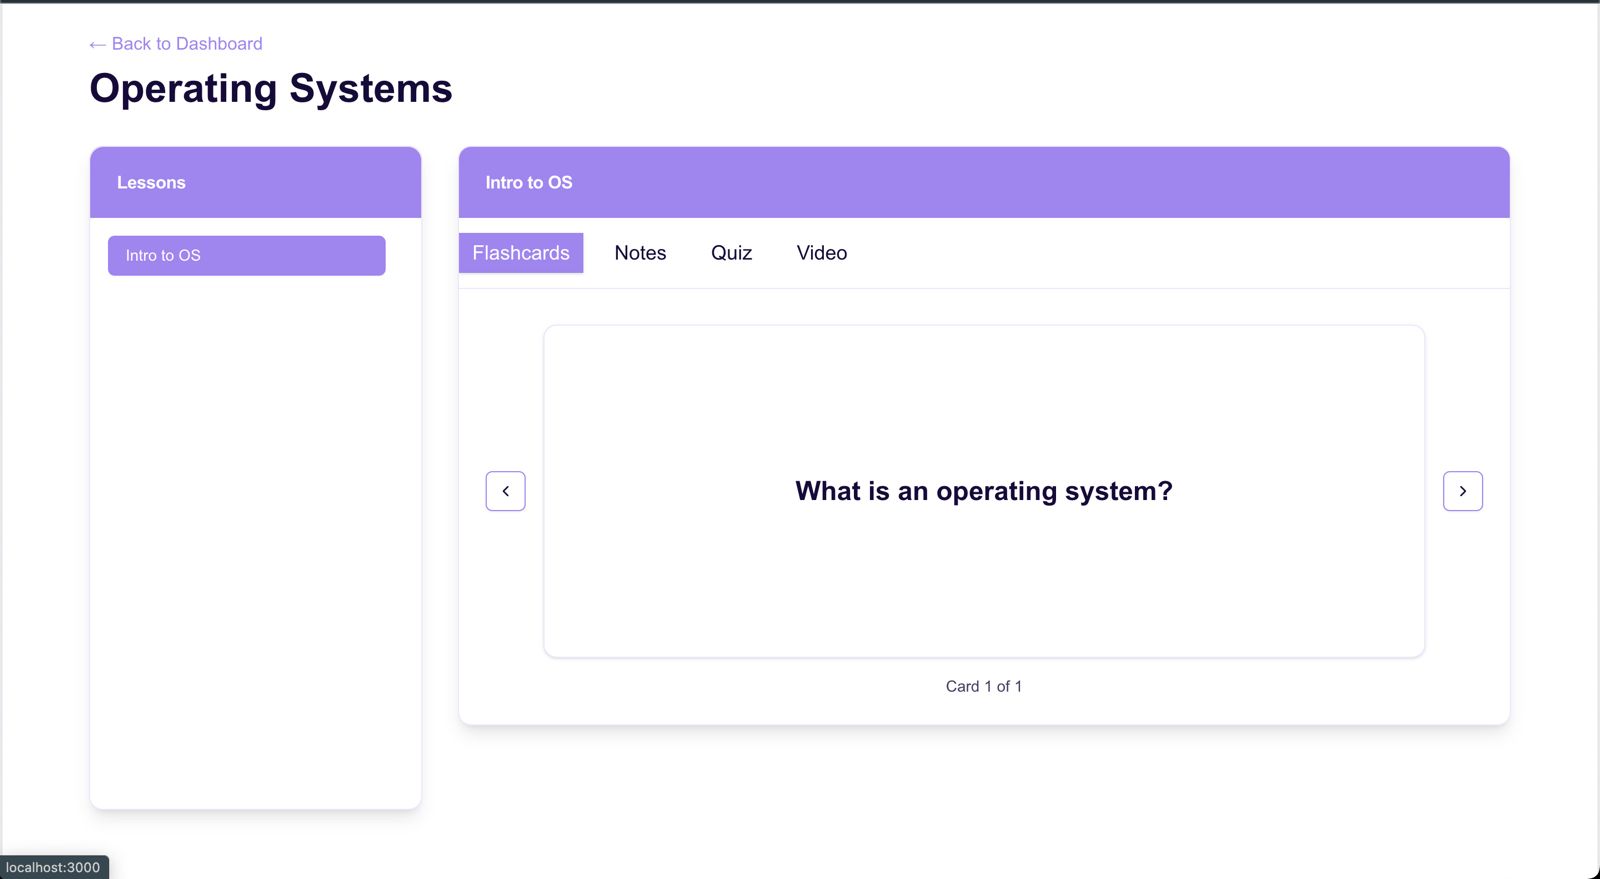 ← Back to Dashboard
Operating Systems
Lessons
Intro to OS
Intro to OS
Flashcards Notes Quiz Video
What is an operating system?
Card 1 of 1
localhost:3000